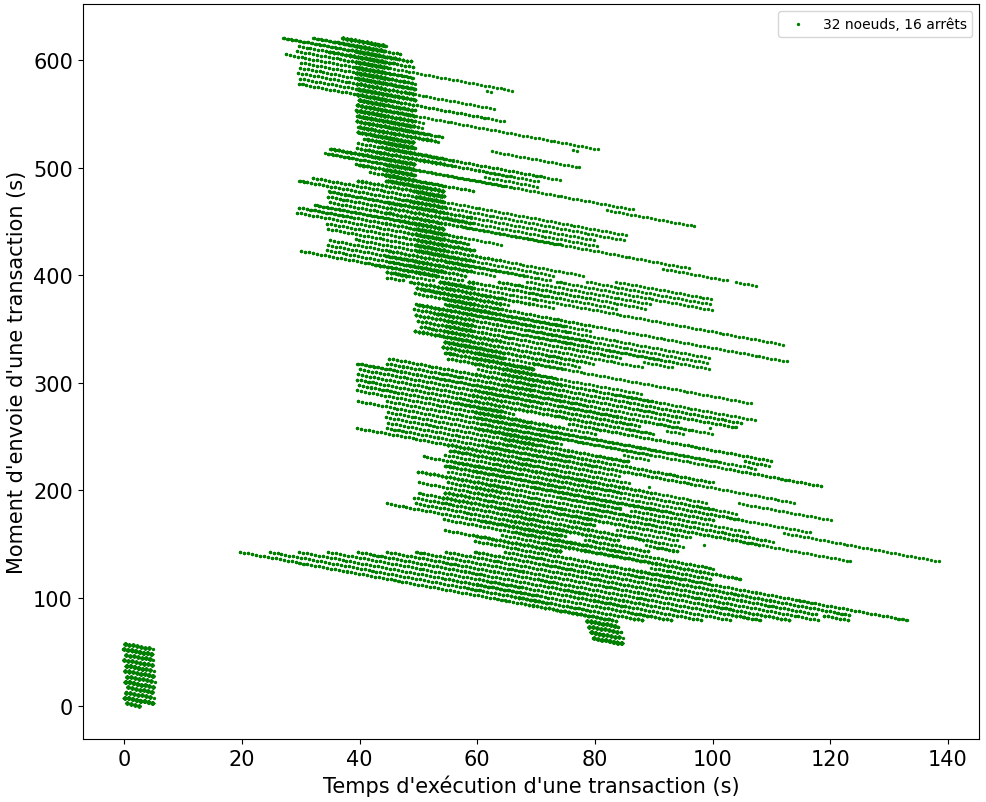 32 noeuds, 16 arrêts
Moment d'envoie d'une transaction (s)
600
500
400
300
200
100
0
0 20 40 60 80 100 120 140
Temps d'exécution d'une transaction (s)